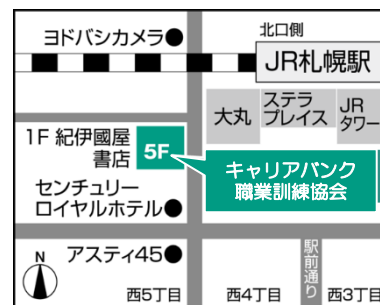 ヨドバシカメラ
北口側
JR札幌駅
大丸
ステラ
プレイス
JR
タワー
1F 紀伊國屋
書店
5F
キャリアバンク
職業訓練協会
センチュリー
ロイヤルホテル
N
アスティ45
駅前通り
西5丁目
西4丁目
西3丁目